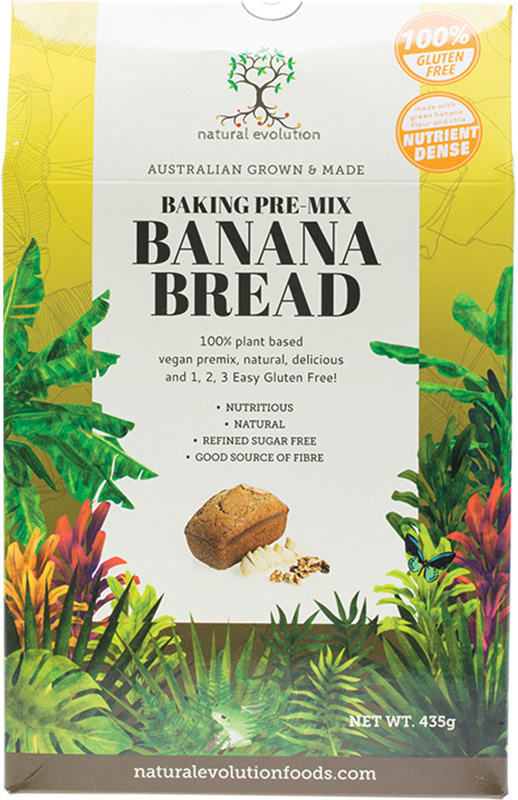 100%
GLUTEN
FREE
made with
green banana
flour and chia
NUTRIENT
DENSE
natural evolution
AUSTRALIAN GROWN & MADE
BAKING PRE-MIX
BANANA
BREAD
100% plant based
vegan premix, natural, delicious
and 1, 2, 3 Easy Gluten Free!
• NUTRITIOUS
• NATURAL
• REFINED SUGAR FREE
• GOOD SOURCE OF FIBRE
NET WT. 435g
naturalevolutionfoods.com